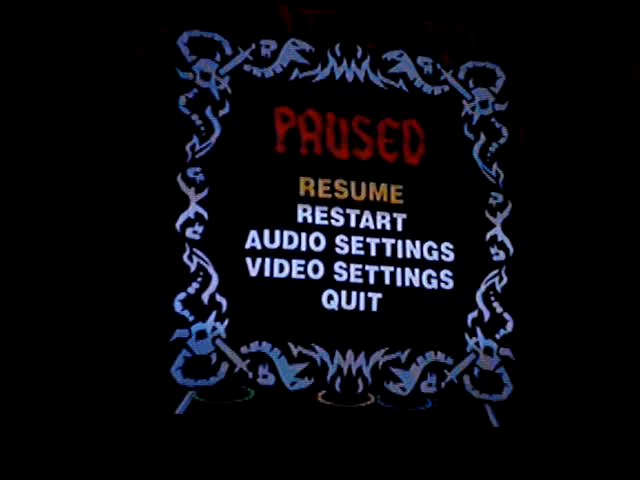 PAUSED
RESUME
RESTART
AUDIO SETTINGS
VIDEO SETTINGS
QUIT